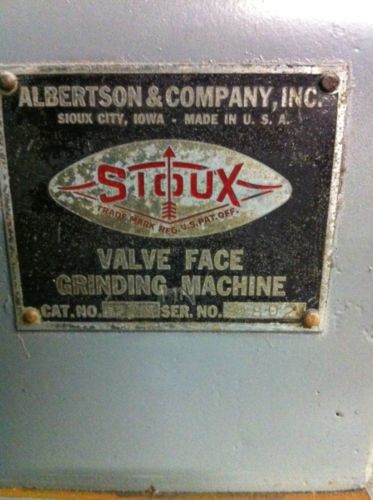 ALBERTSON & COMPANY, INC.
SIOUX CITY, IOWA - MADE IN U. S. A.
SIOUX
TRADE MARK REG. U.S. PAT. OFF.
VALVE FACE
GRINDING MACHINE
CAT. NO. SER. NO.